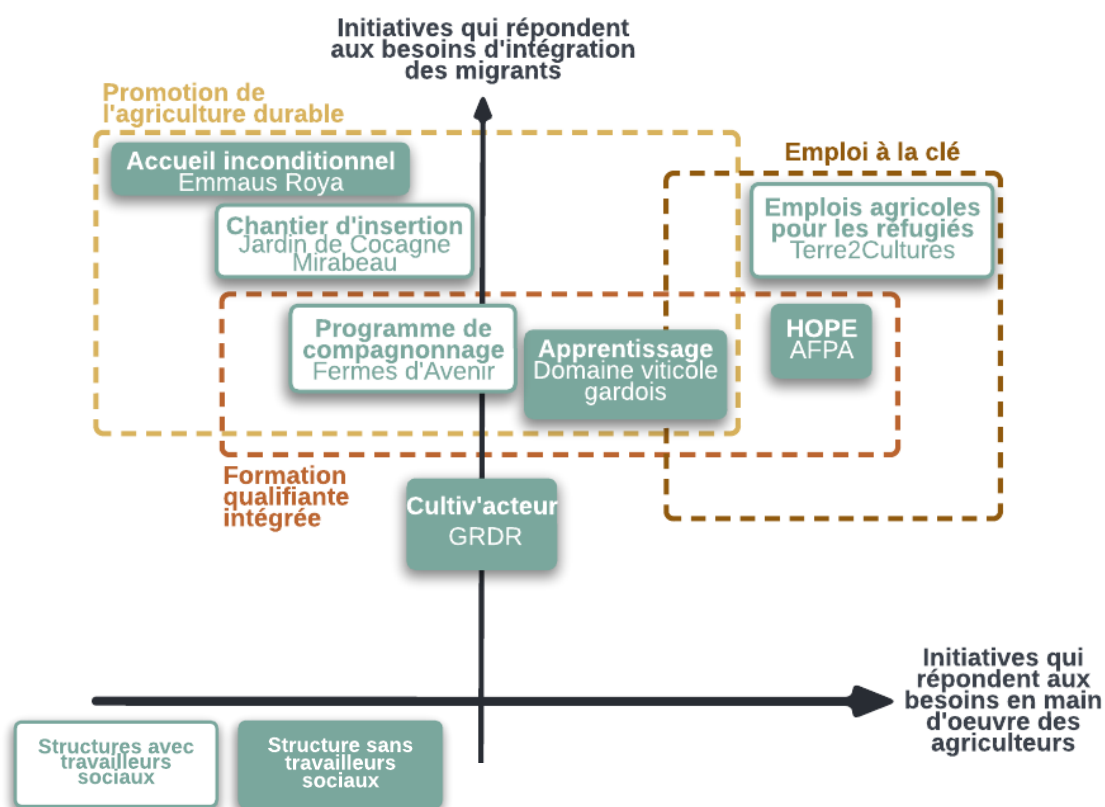 Initiatives qui répondent
aux besoins d'intégration
des migrants
Promotion de
l'agriculture durable
Emploi à la clé
Accueil inconditionnel
Emmaus Roya
Chantier d'insertion
Jardin de Cocagne
Mirabeau
Emplois agricoles
pour les réfugiés
Terre2Cultures
Programme de
compagnonnage
Fermes d'Avenir
Apprentissage
Domaine viticole
gardois
HOPE
AFPA
Formation
qualifiante
intégrée
Cultiv'acteur
GRDR
Initiatives qui
répondent aux
besoins en main
d'oeuvre des
agriculteurs
Structures avec
travailleurs
sociaux
Structure sans
travailleurs
sociaux